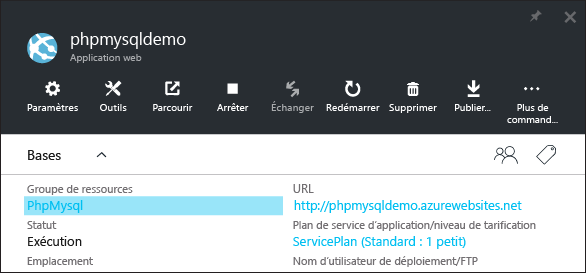 phpmysqldemo
Application web
Paramètres Outils Parcourir Arrêter Échanger Redémarrer Supprimer Publier... Plus de command...
Bases
Groupe de ressources URL
PhpMysql http://phpmysqldemo.azurewebsites.net
Statut Plan de service d'application/niveau de tarification
Exécution ServicePlan (Standard : 1 petit)
Emplacement Nom d'utilisateur de déploiement/FTP